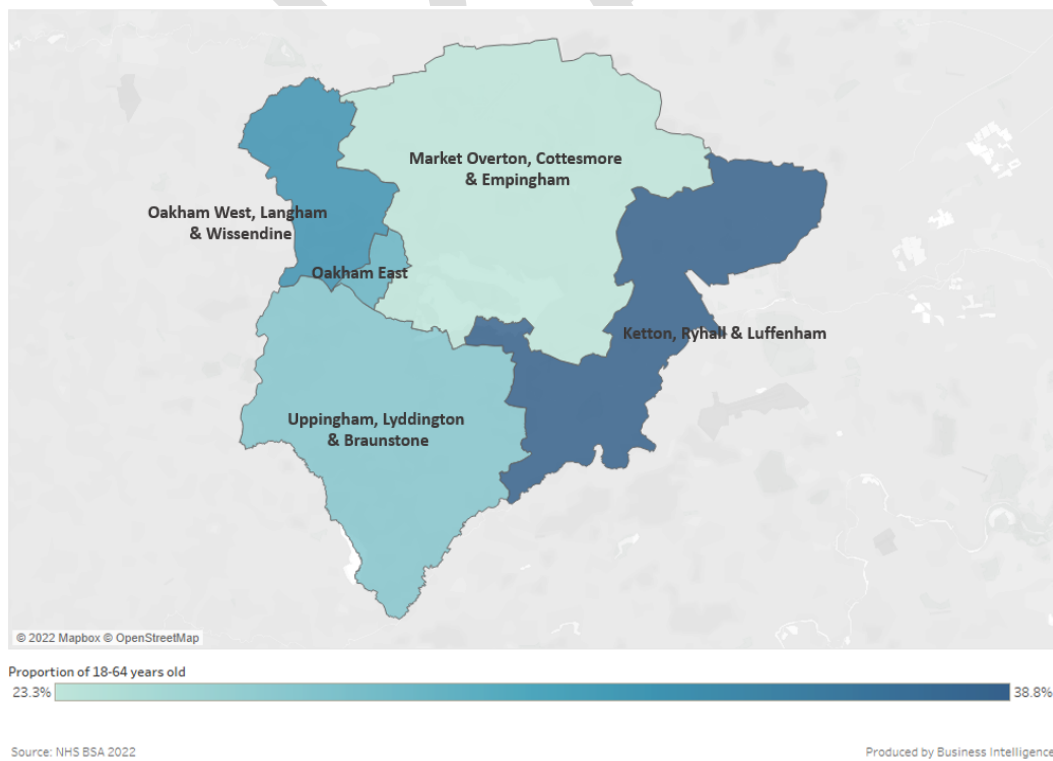 Market Overton, Cottesmore
& Empingham
Oakham West, Langham
& Wissendine
Oakham East
Ketton, Ryhall & Luffenham
Uppingham, Lyddington
& Braunstone
© 2022 Mapbox © OpenStreetMap
Proportion of 18-64 years old
23.3%
38.8%
Source: NHS BSA 2022
Produced by Business Intelligence